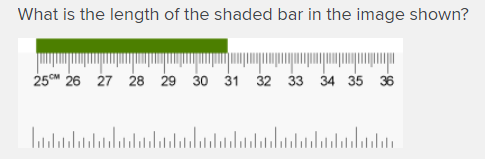 What is the length of the shaded bar in the image shown?
25CM 26 27 28 29 30 31 32 33 34 35 36